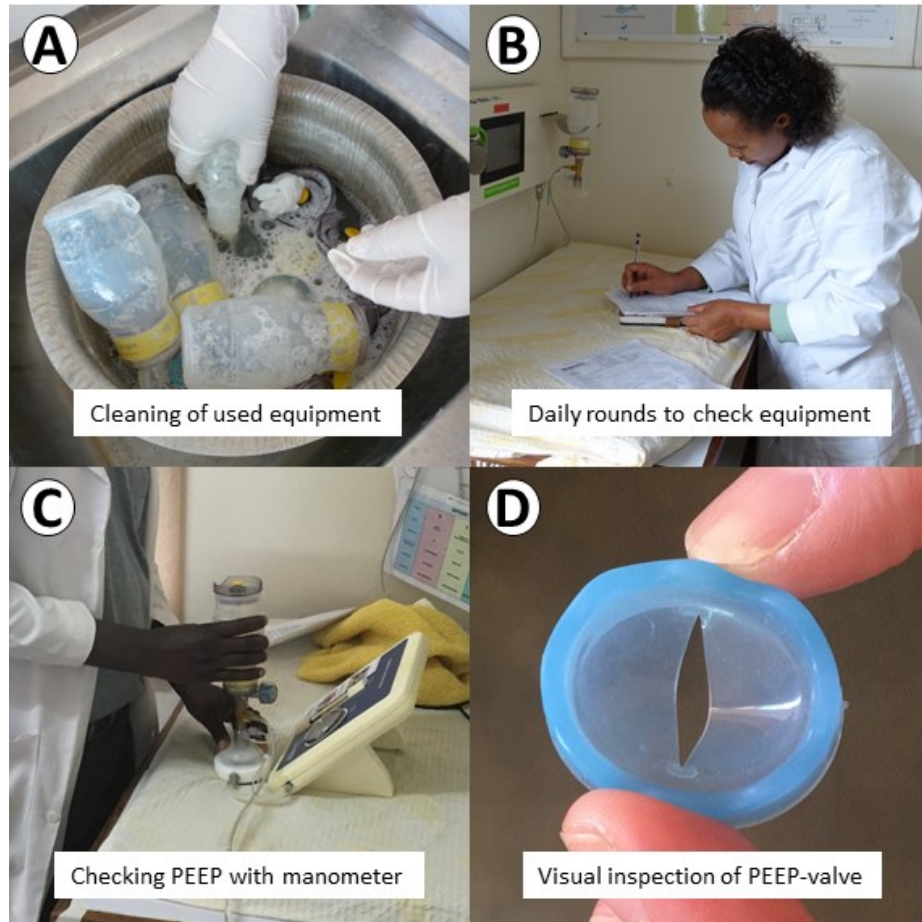 A
Cleaning of used equipment
B
Daily rounds to check equipment
C
Checking PEEP with manometer
D
Visual inspection of PEEP-valve